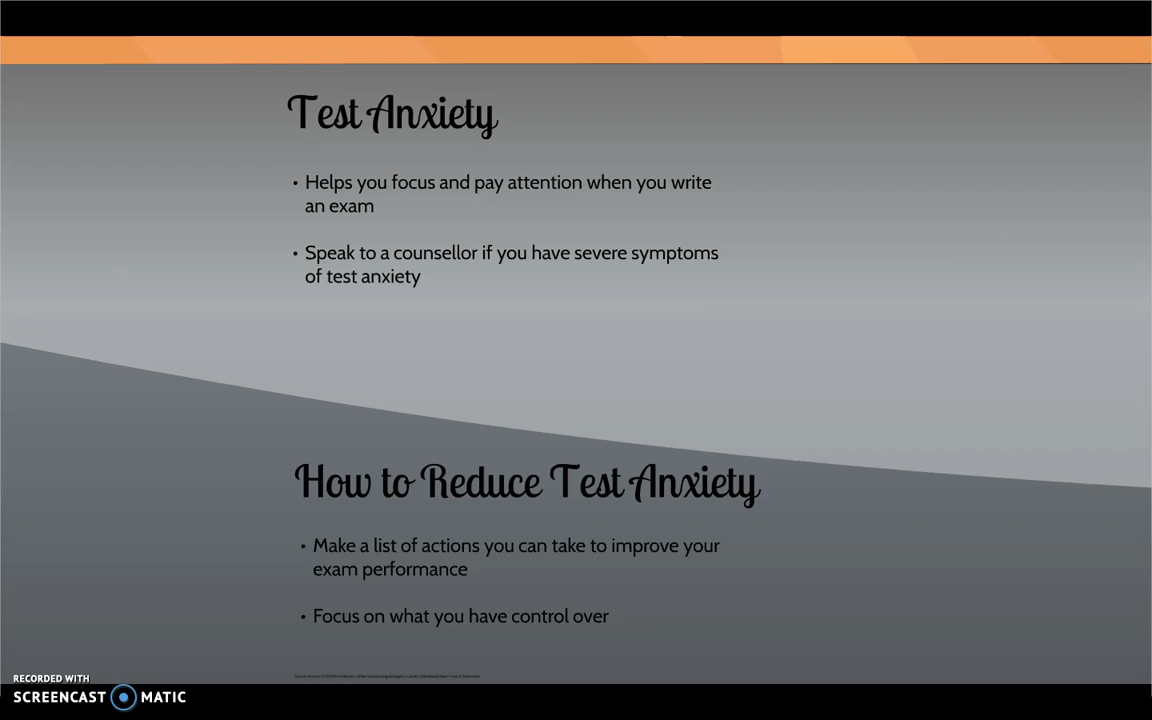 Test Anxiety
• Helps you focus and pay attention when you write
an exam
• Speak to a counsellor if you have severe symptoms
of test anxiety
How to Reduce Test Anxiety
• Make a list of actions you can take to improve your
exam performance
• Focus on what you have control over
RECORDED WITH
SCREENCAST MATIC